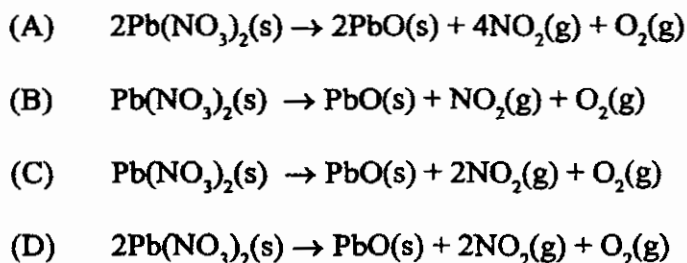 (A) 2Pb(NO₃)₂(s) → 2PbO(s) + 4NO₂(g) + O₂(g)
(B) Pb(NO₃)₂(s) → PbO(s) + NO₂(g) + O₂(g)
(C) Pb(NO₃)₂(s) → PbO(s) + 2NO₂(g) + O₂(g)
(D) 2Pb(NO₃)₂(s) → PbO(s) + 2NO₂(g) + O₂(g)